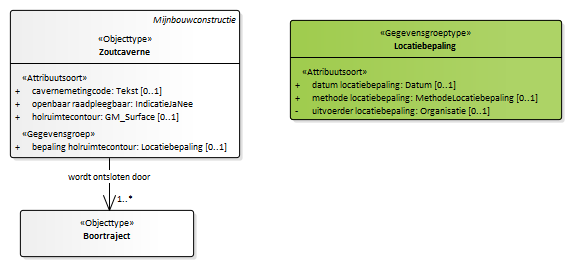 Mijnbouwconstructie
«Objecttype»
Zoutcaverne
«Attribuutsoort»
+ cavernemetingcode: Tekst [0..1]
+ openbaar raadpleegbaar: IndicatieJaNee
+ holruimtecontour: GM_Surface [0..1]
«Gegevensgroep»
+ bepaling holruimtecontour: Locatiebepaling [0..1]
wordt ontsloten door
1..*
«Objecttype»
Boortraject
«Gegevensgroeptype»
Locatiebepaling
«Attribuutsoort»
+ datum locatiebepaling: Datum [0..1]
+ methode locatiebepaling: MethodeLocatiebepaling [0..1]
- uitvoerder locatiebepaling: Organisatie [0..1]